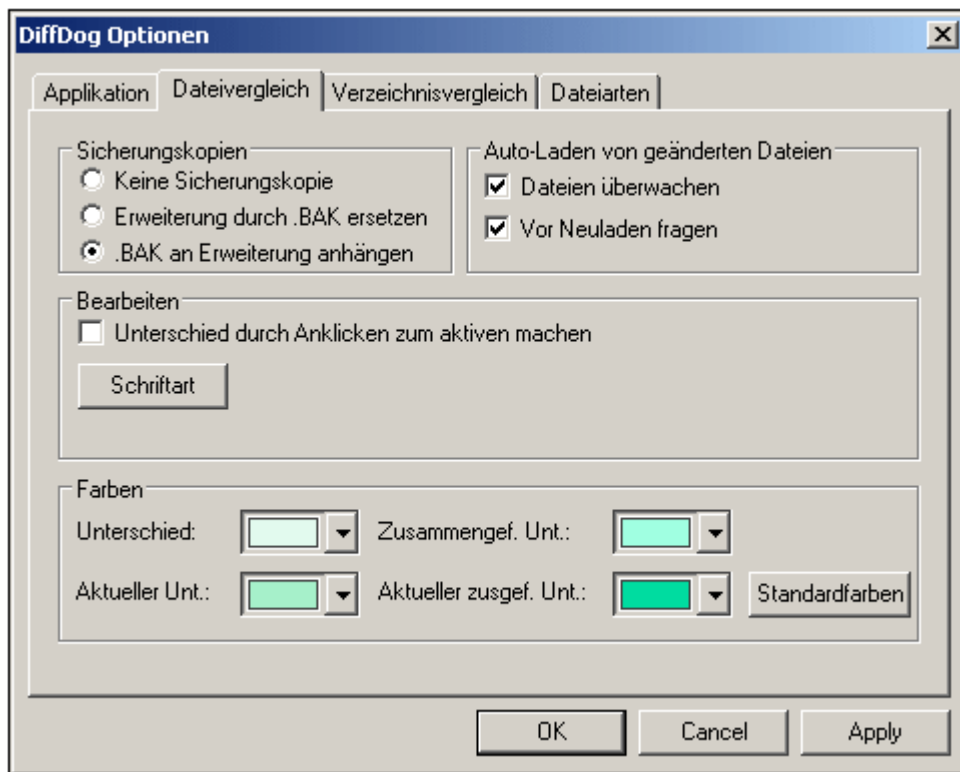 DiffDog Optionen
Applikation
Dateivergleich
Verzeichnisvergleich
Dateiarten
Sicherungskopien
Keine Sicherungskopie
Erweiterung durch .BAK ersetzen
.BAK an Erweiterung anhängen
Auto-Laden von geänderten Dateien
Dateien überwachen
Vor Neuladen fragen
Bearbeiten
Unterschied durch Anklicken zum aktiven machen
Schriftart
Farben
Unterschied:
Zusammengef. Unt.:
Aktueller Unt.:
Aktueller zusgef. Unt.:
Standardfarben
OK
Cancel
Apply